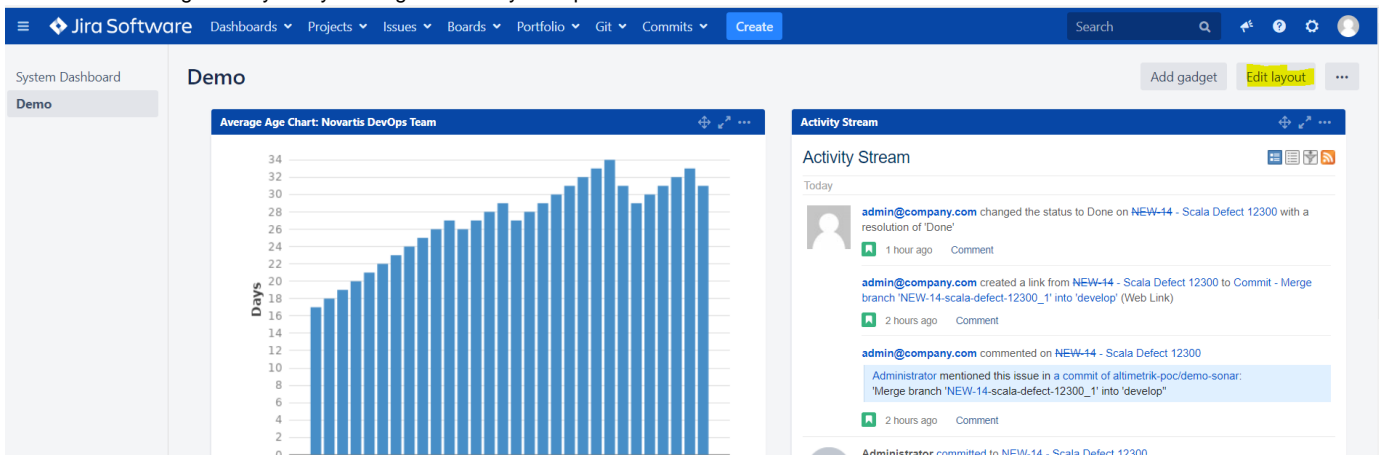 Jira Software Dashboards Projects Issues Boards Portfolio Git Commits Create Search
System Dashboard
Demo
Demo
Add gadget Edit layout
Average Age Chart: Novartis DevOps Team
34
32
30
28
26
24
22
20
18
16
14
12
10
8
6
4
2
0
Days
Activity Stream
Activity Stream
Today
admin@company.com changed the status to Done on NEW-14 - Scala Defect 12300 with a
resolution of 'Done'
1 hour ago Comment
admin@company.com created a link from NEW-14 - Scala Defect 12300 to Commit - Merge
branch 'NEW-14-scala-defect-12300_1' into 'develop' (Web Link)
2 hours ago Comment
admin@company.com commented on NEW-14 - Scala Defect 12300
Administrator mentioned this issue in a commit of altimetrik-poc/demo-sonar:
'Merge branch 'NEW-14-scala-defect-12300_1' into 'develop''
2 hours ago Comment
Administrator committed to NEW-14 - Scala Defect 12300